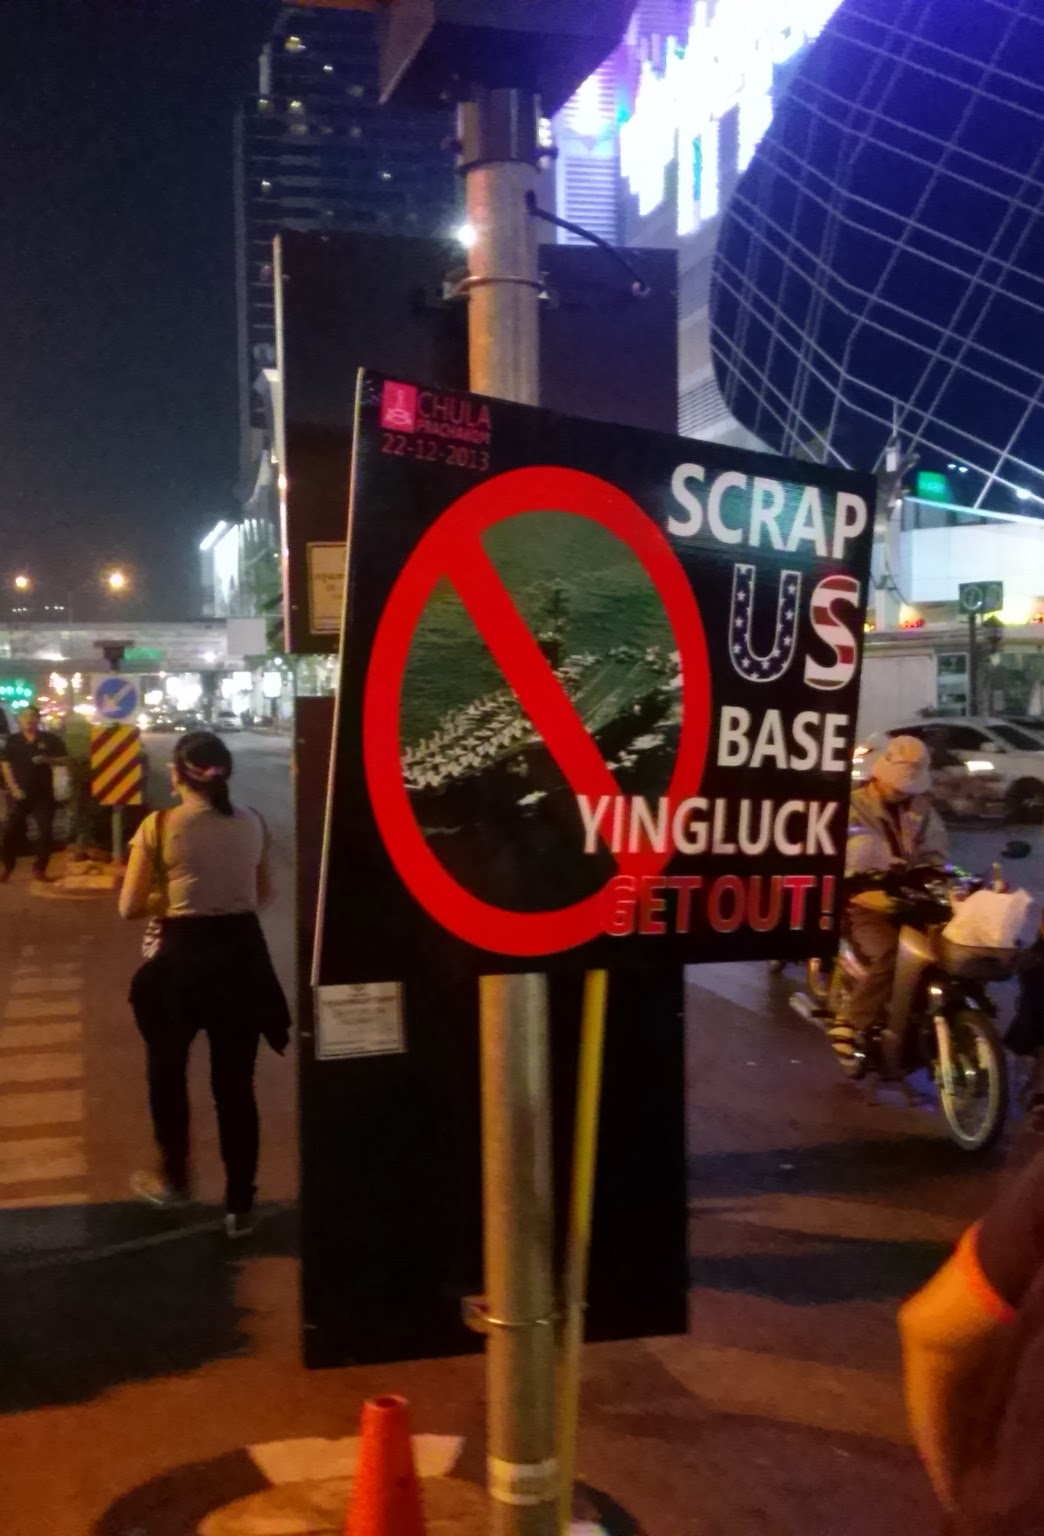 CHULA
PRACHAKOM
22-12-2013
SCRAP
US
BASE
YINGLUCK
GET OUT!